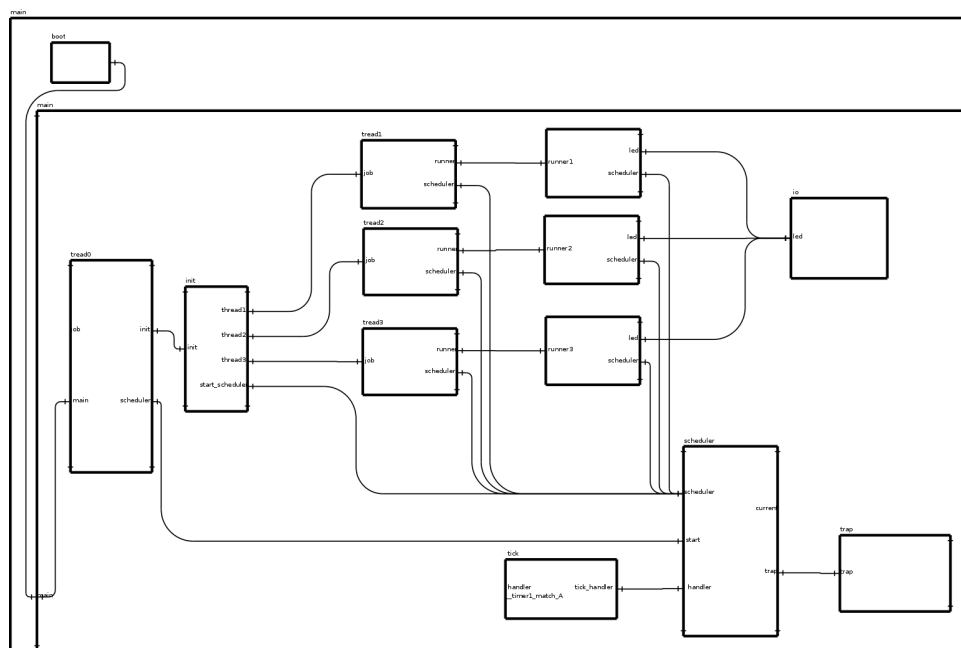 main
boot
main
tread1
runner
job
scheduler
runner1
led
scheduler
io
led
tread2
runner
job
scheduler
runner2
led
scheduler
tread0
ob
init
main
scheduler
init
thread1
init
thread2
thread3
start_scheduler
tread3
runner
job
scheduler
runner3
led
scheduler
scheduler
scheduler
current
start
trap
handler
tick
handler
_timer1_match_A
tick_handler
trap
trap
main